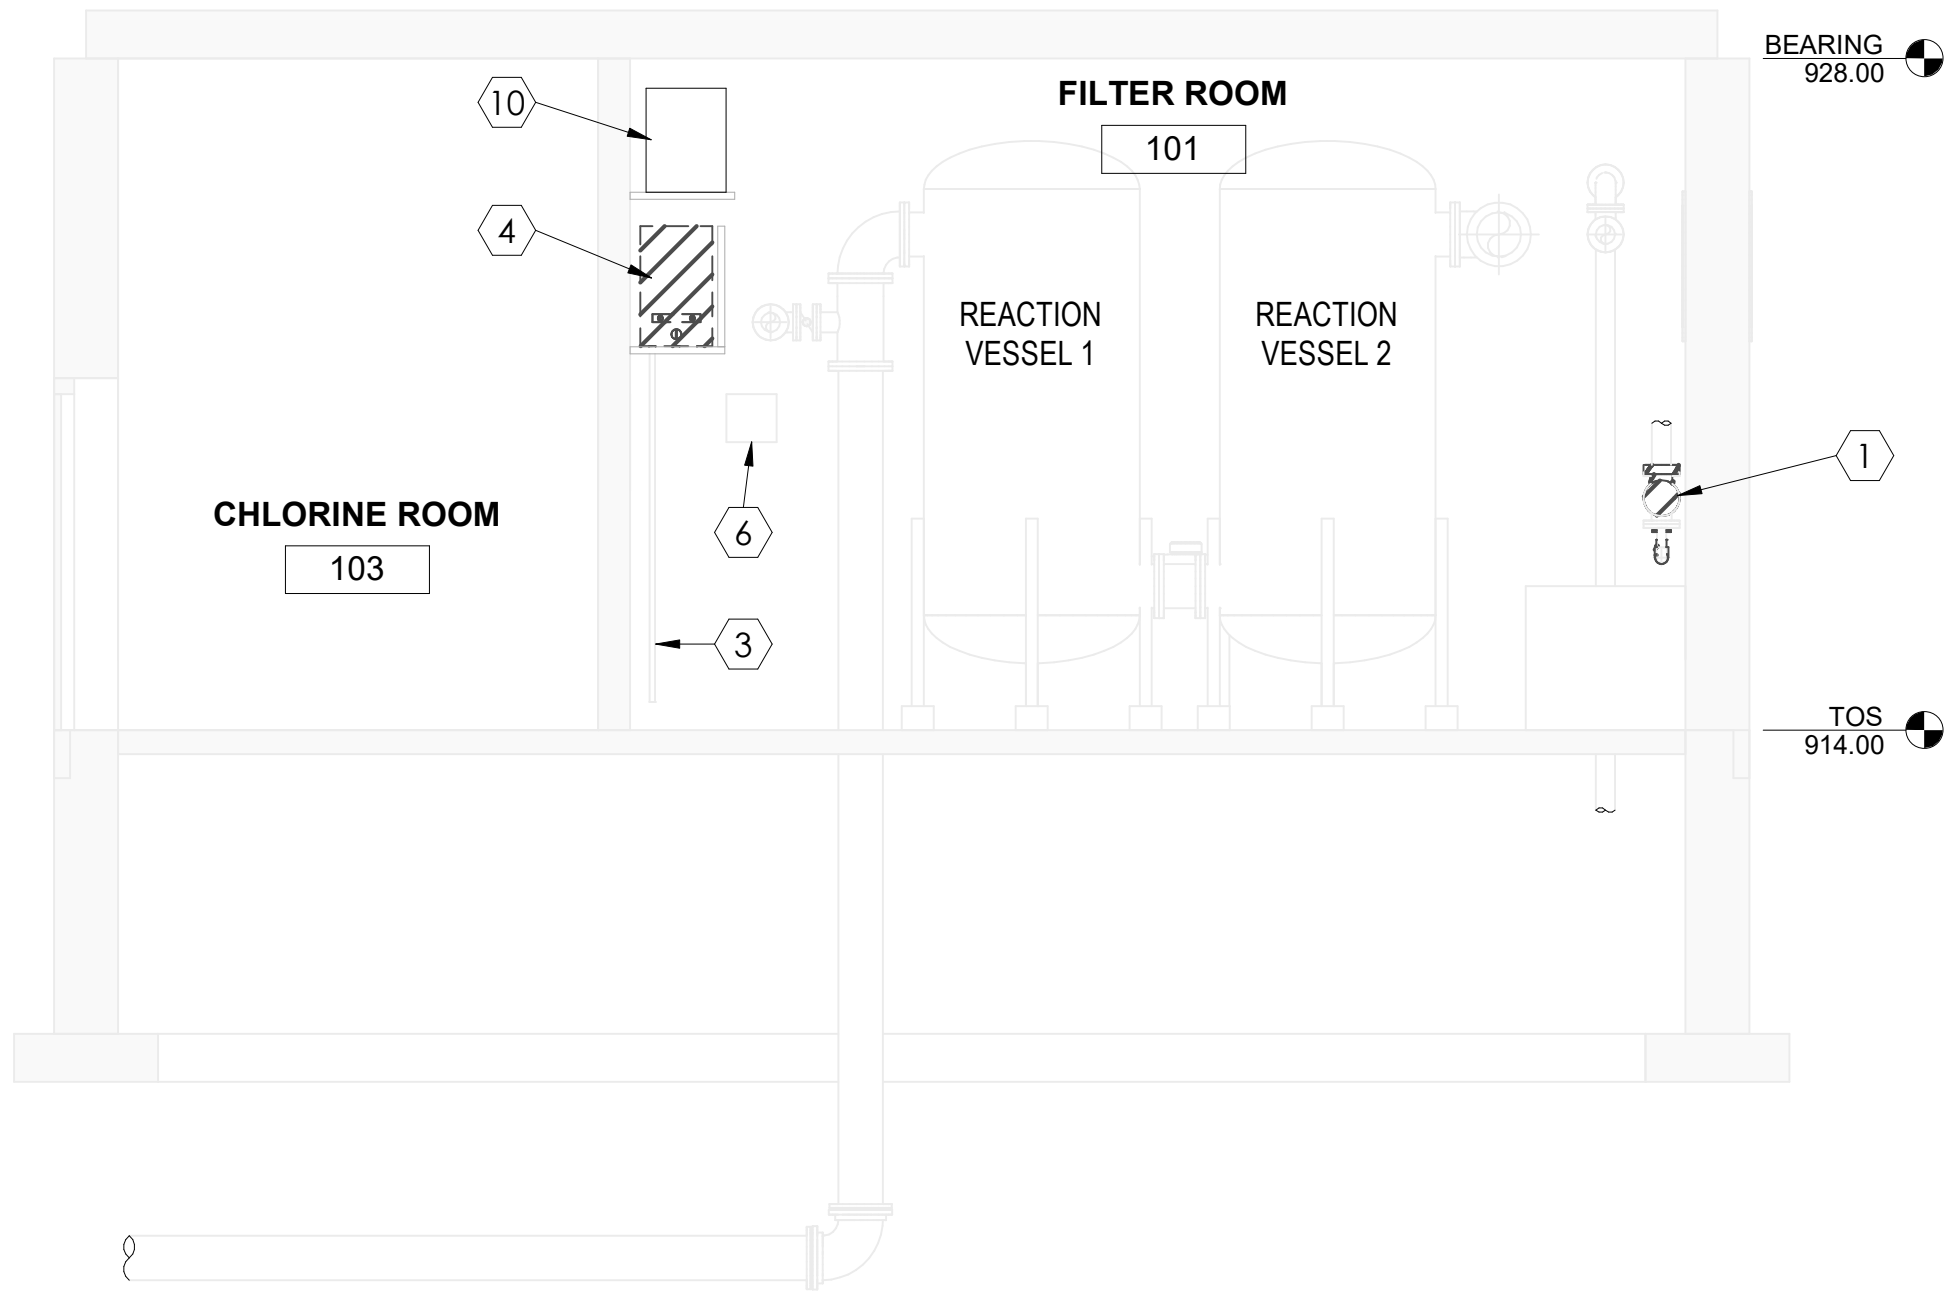 BEARING
928.00
FILTER ROOM
101
10
4
REACTION
VESSEL 1
REACTION
VESSEL 2
1
CHLORINE ROOM
103
6
3
TOS
914.00